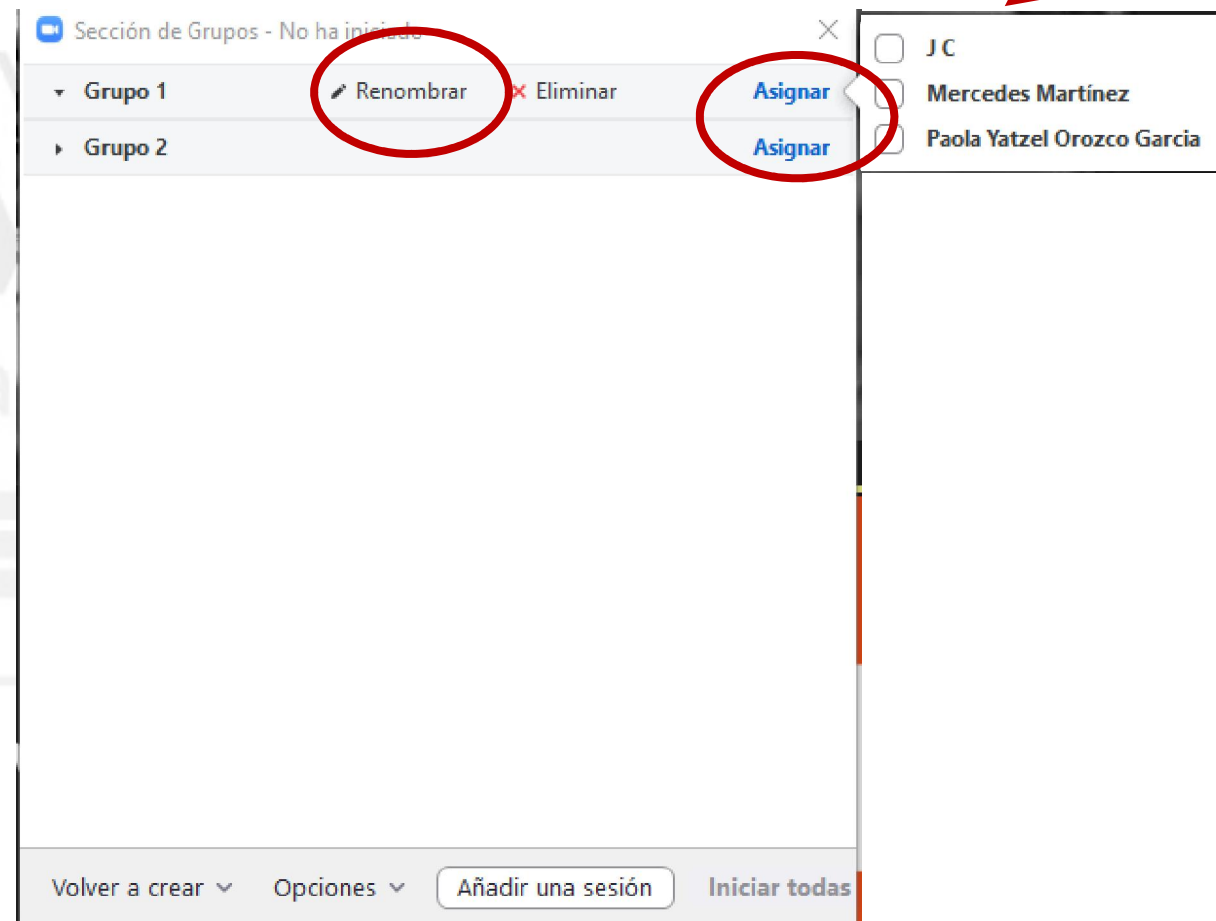 Sección de Grupos - No ha iniciado
Grupo 1 Renombrar Eliminar Asignar
Grupo 2 Asignar
J C
Mercedes Martínez
Paola Yatzel Orozco Garcia
Volver a crear Opciones Añadir una sesión Iniciar todas